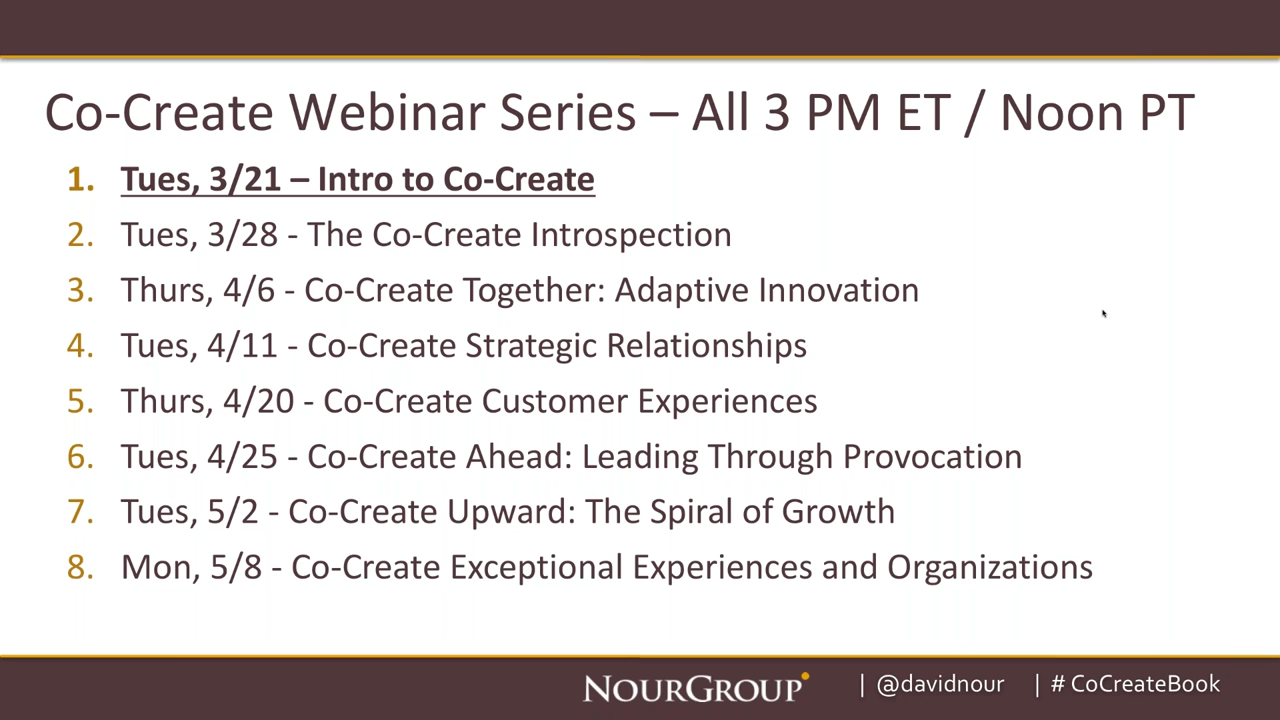 Co-Create Webinar Series – All 3 PM ET / Noon PT
1. Tues, 3/21 – Intro to Co-Create
2. Tues, 3/28 - The Co-Create Introspection
3. Thurs, 4/6 - Co-Create Together: Adaptive Innovation
4. Tues, 4/11 - Co-Create Strategic Relationships
5. Thurs, 4/20 - Co-Create Customer Experiences
6. Tues, 4/25 - Co-Create Ahead: Leading Through Provocation
7. Tues, 5/2 - Co-Create Upward: The Spiral of Growth
8. Mon, 5/8 - Co-Create Exceptional Experiences and Organizations
NOURGROUP | @davidnour | # CoCreateBook